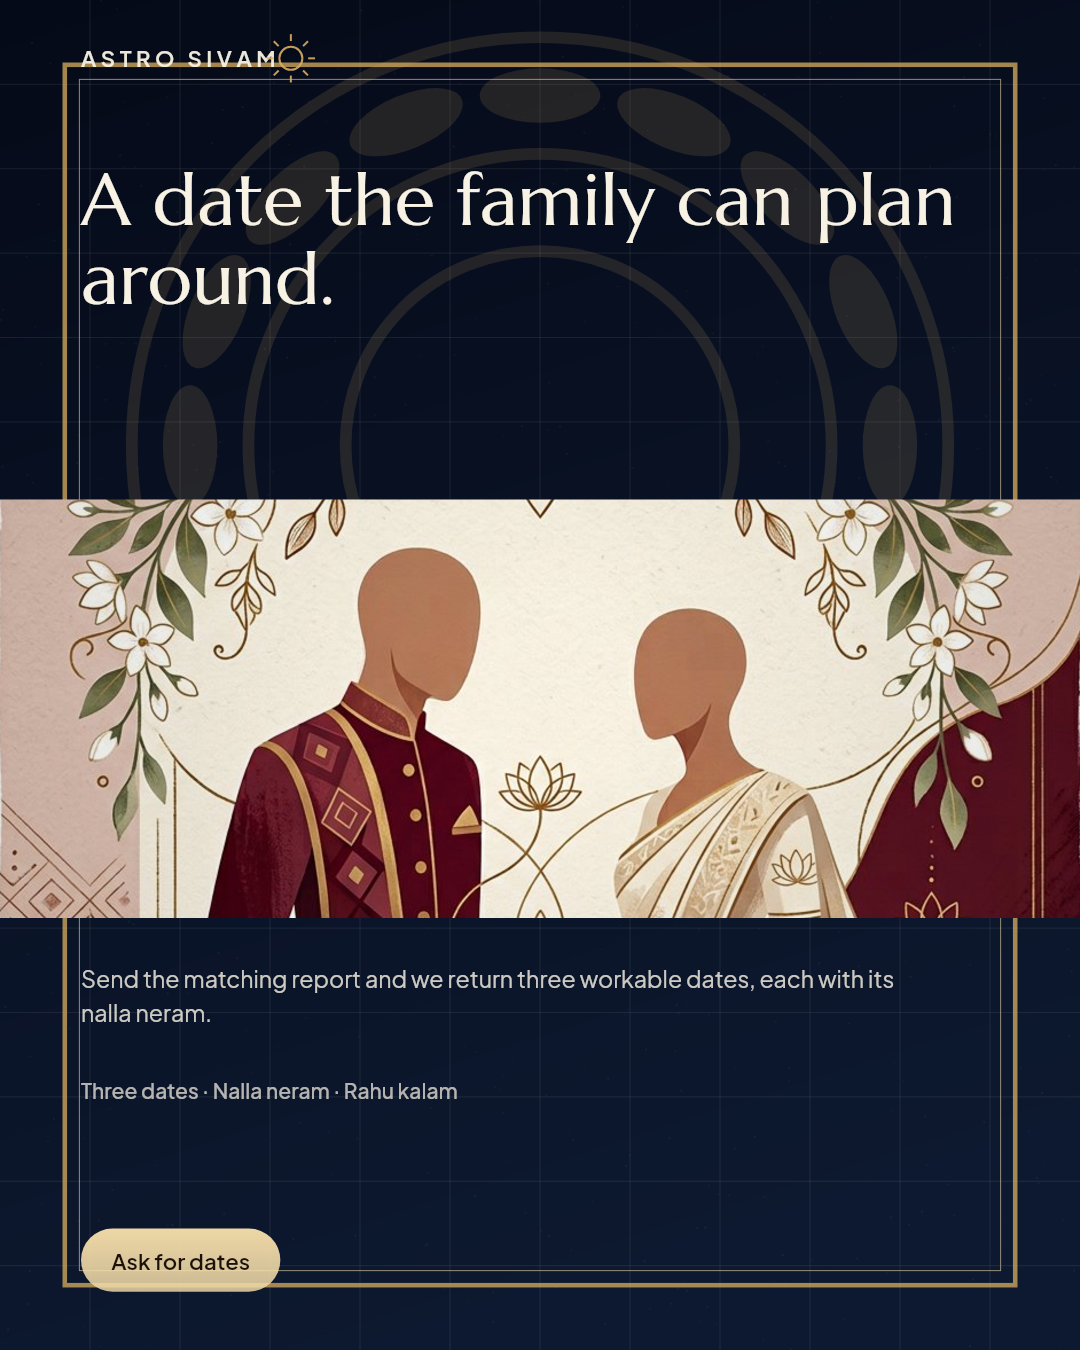 ASTRO SIVAM
A date the family can plan
around.
Send the matching report and we return three workable dates, each with its
nalla neram.
Three dates · Nalla neram · Rahu kalam
Ask for dates